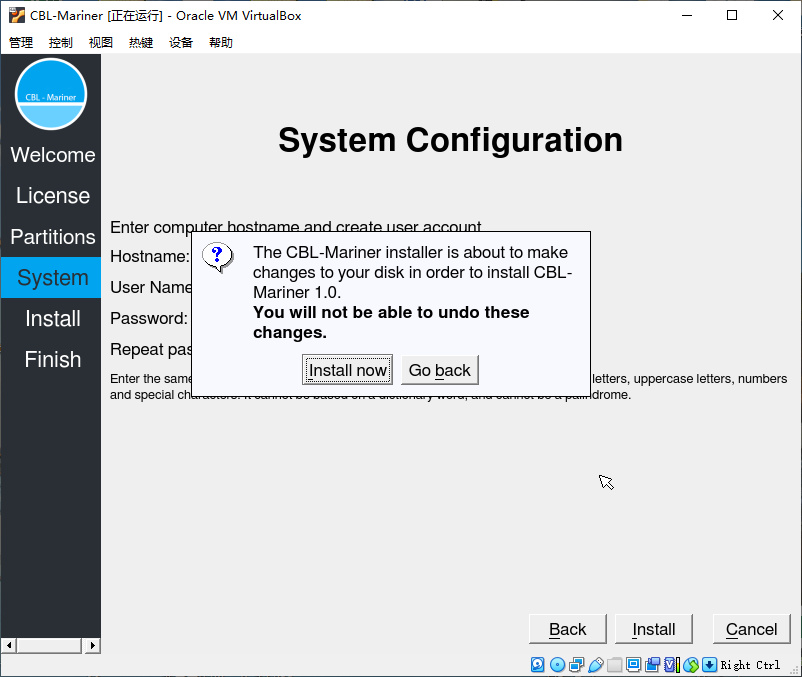 CBL-Mariner [正在运行] - Oracle VM VirtualBox
管理 控制 视图 热键 设备 帮助
CBL - Mariner
Welcome
License
Partitions
System
Install
Finish
System Configuration
Enter computer hostname and create user account
Hostname:
User Name
Password:
Repeat pas
Enter the same letters, uppercase letters, numbers
and special characters. It cannot be based on a dictionary word, and cannot be a palindrome.
The CBL-Mariner installer is about to make
changes to your disk in order to install CBL-
Mariner 1.0.
You will not be able to undo these
changes.
Install now Go back
Back Install Cancel
Right Ctrl